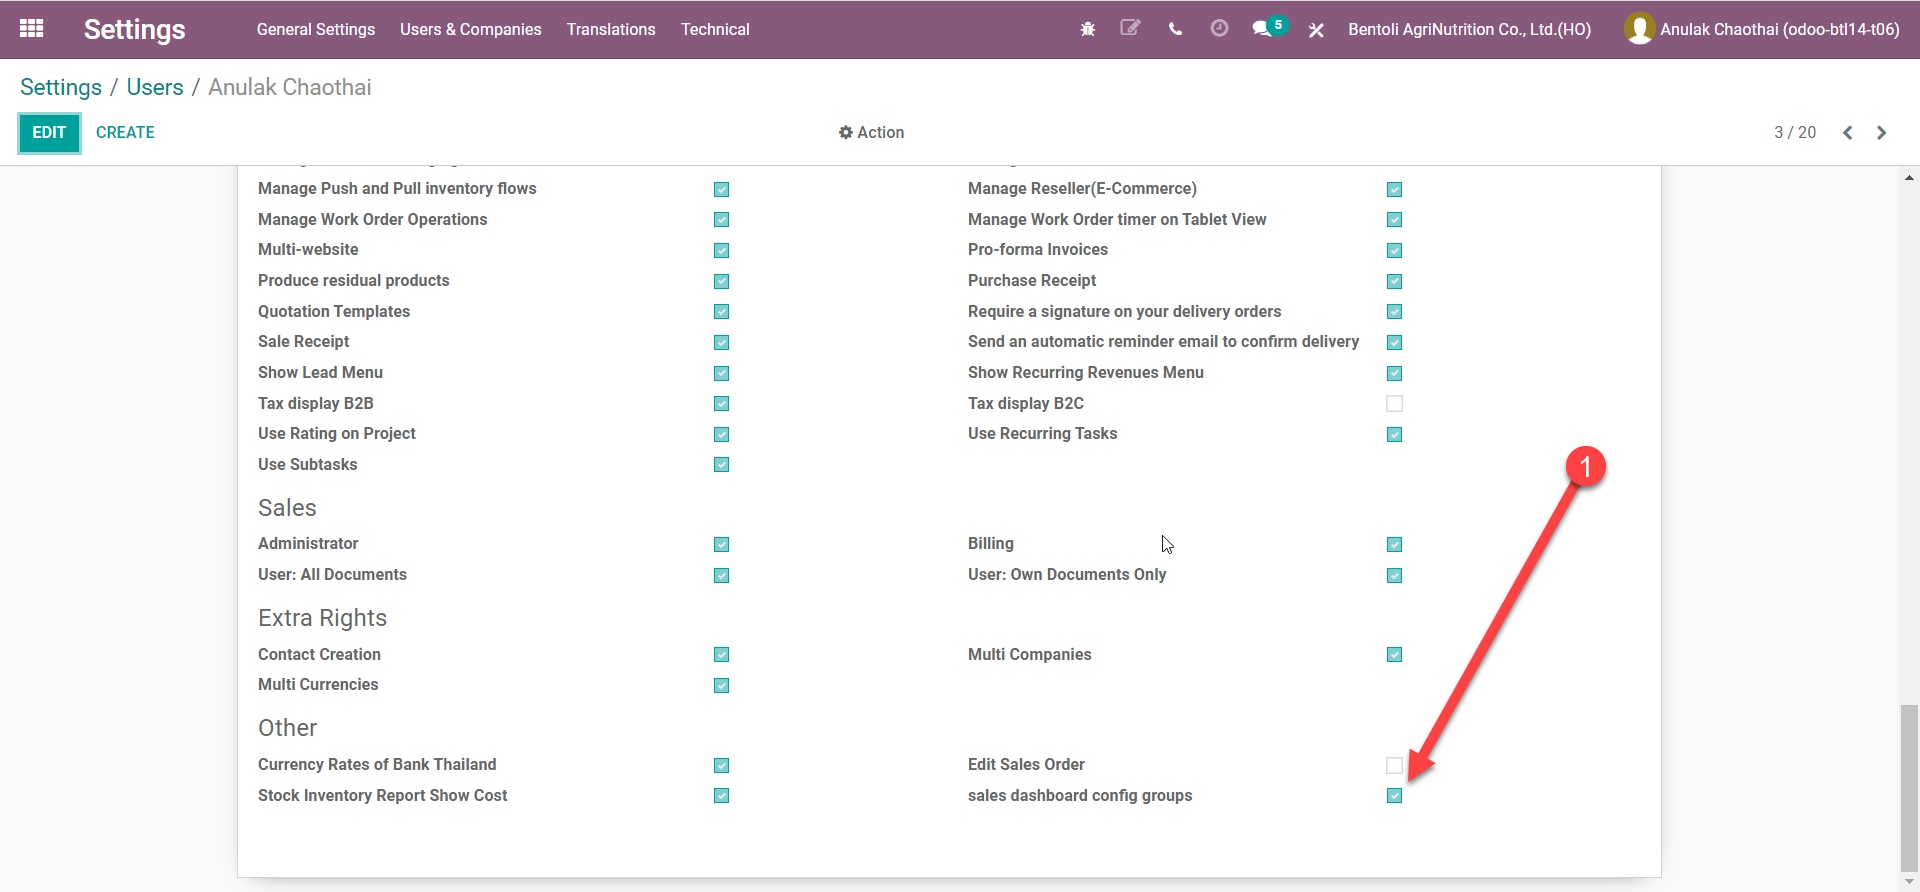 Settings General Settings Users & Companies Translations Technical 5 Bentoli AgriNutrition Co., Ltd.(HO) Anulak Chaothai (odoo-btl14-t06)
Settings / Users / Anulak Chaothai
EDIT CREATE Action 3 / 20
Manage Push and Pull inventory flows Manage Reseller(E-Commerce)
Manage Work Order Operations Manage Work Order timer on Tablet View
Multi-website Pro-forma Invoices
Produce residual products Purchase Receipt
Quotation Templates Require a signature on your delivery orders
Sale Receipt Send an automatic reminder email to confirm delivery
Show Lead Menu Show Recurring Revenues Menu
Tax display B2B Tax display B2C
Use Rating on Project Use Recurring Tasks
Use Subtasks
1
Sales
Administrator Billing
User: All Documents User: Own Documents Only
Extra Rights
Contact Creation Multi Companies
Multi Currencies
Other
Currency Rates of Bank Thailand Edit Sales Order
Stock Inventory Report Show Cost sales dashboard config groups